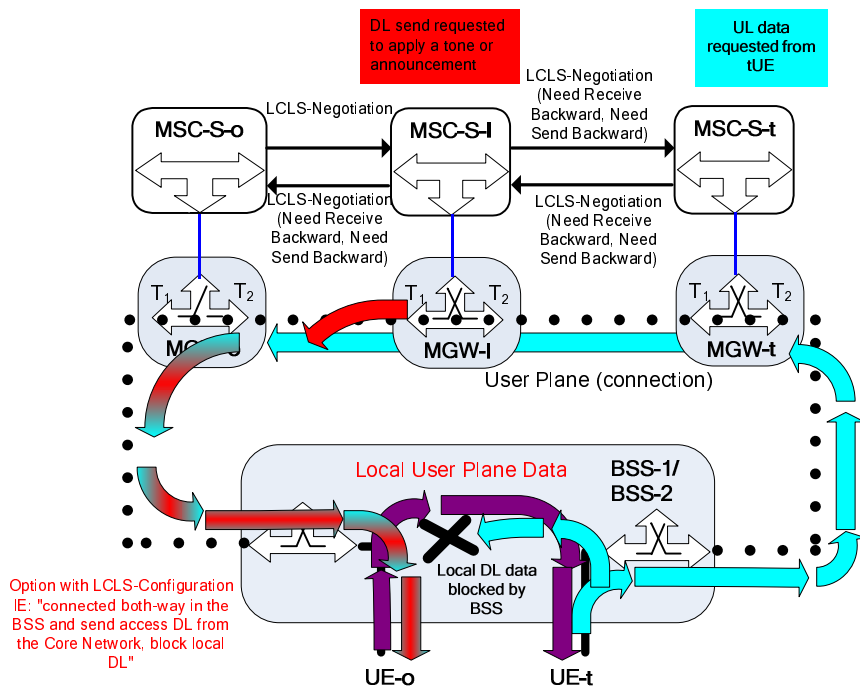 DL send requested
to apply a tone or
announcement
UL data
requested from
tUE
LCLS-Negotiation
LCLS-Negotiation
(Need Receive
Backward, Need
Send Backward)
MSC-S-o
MSC-S-I
MSC-S-t
LCLS-Negotiation
(Need Receive
Backward, Need
Send Backward)
LCLS-Negotiation
(Need Receive
Backward, Need
Send Backward)
T1
T2
T1
T2
T1
T2
MGW-I
MGW-t
User Plane (connection)
Local User Plane Data
BSS-1/
BSS-2
Local DL data
blocked by
BSS
Option with LCLS-Configuration
IE: "connected both-way in the
BSS and send access DL from
the Core Network, block local
DL"
UE-o
UE-t